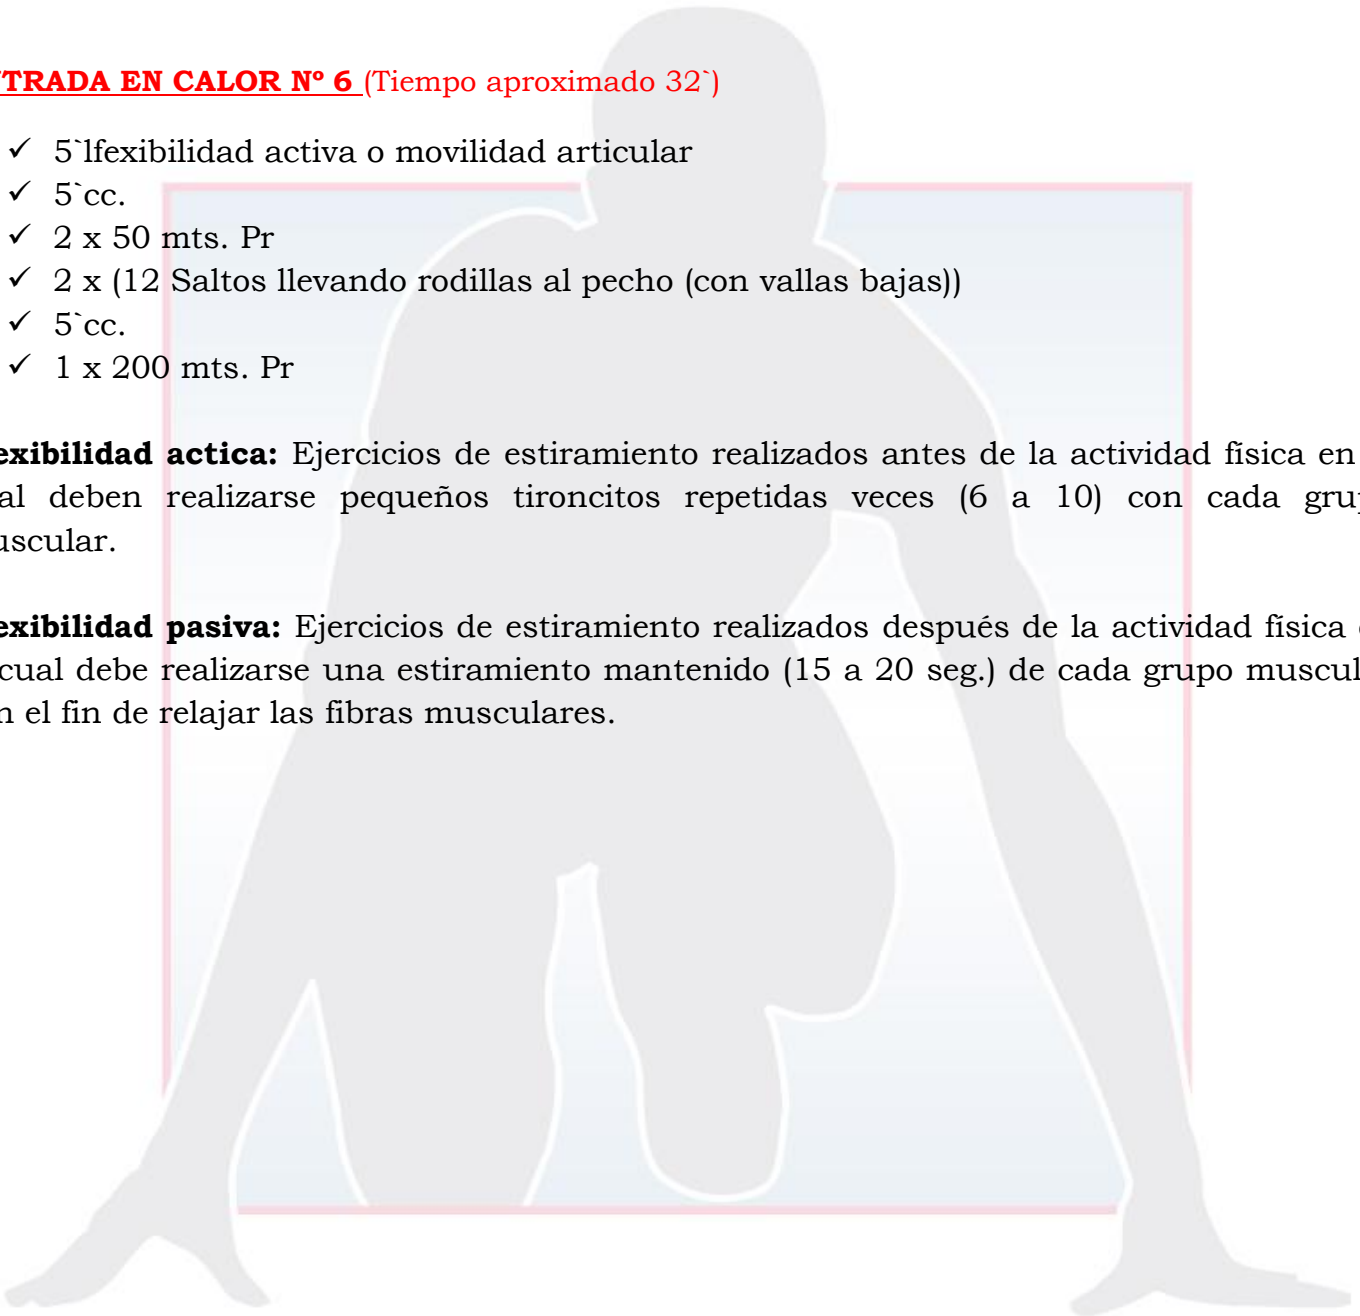 TRADA EN CALOR Nº 6 (Tiempo aproximado 32`)
✓ 5`lfexibilidad activa o movilidad articular
✓ 5`cc.
✓ 2 x 50 mts. Pr
✓ 2 x (12 Saltos llevando rodillas al pecho (con vallas bajas))
✓ 5`cc.
✓ 1 x 200 mts. Pr
exibilidad actica: Ejercicios de estiramiento realizados antes de la actividad física en
al deben realizarse pequeños tironcitos repetidas veces (6 a 10) con cada gru
uscular.
exibilidad pasiva: Ejercicios de estiramiento realizados después de la actividad física
cual debe realizarse una estiramiento mantenido (15 a 20 seg.) de cada grupo muscul
n el fin de relajar las fibras musculares.